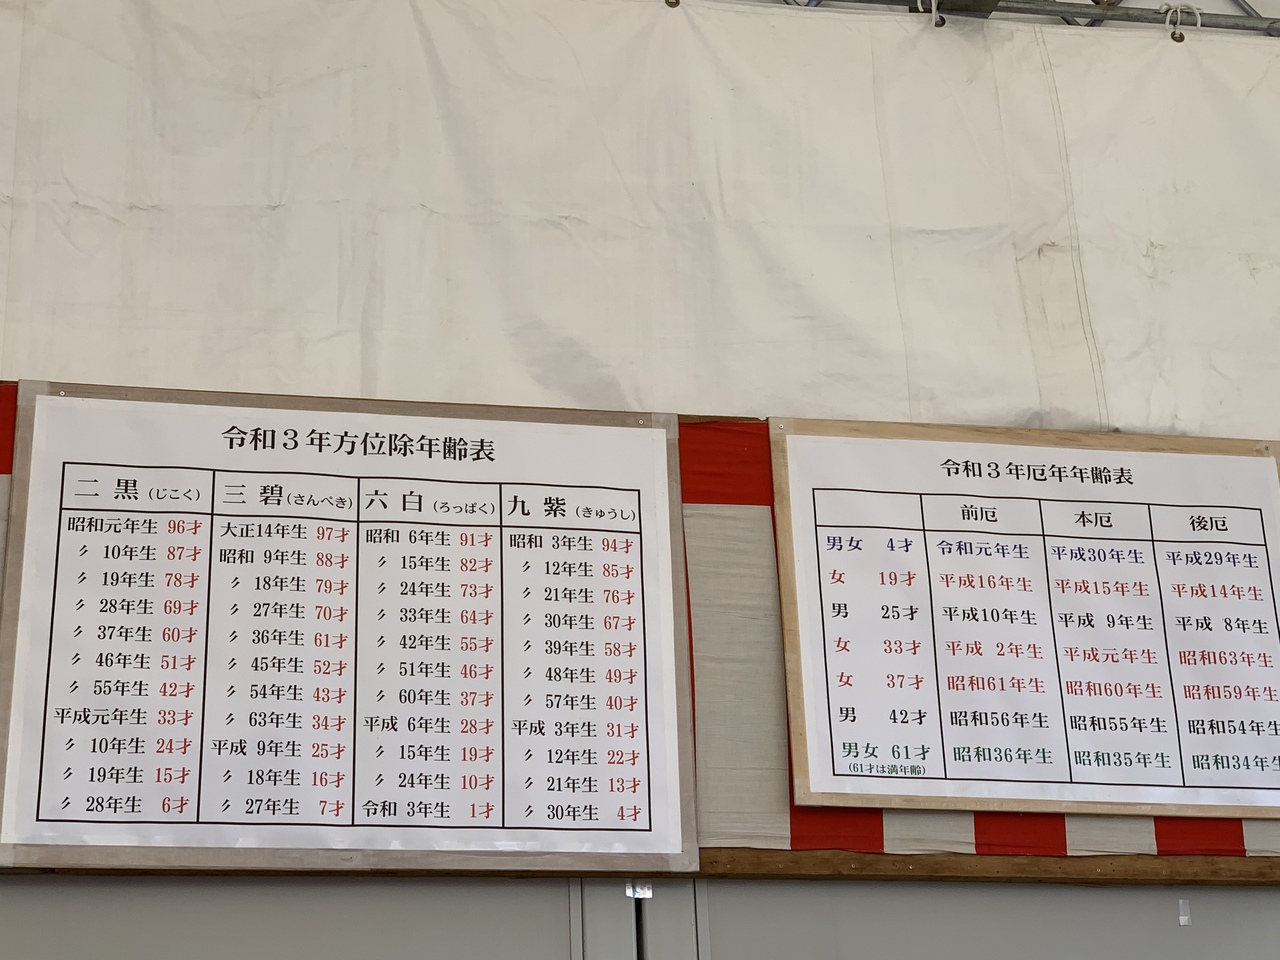 令和３年方位除年齢表
二黒（じこく） 三碧（さんぺき） 六白（ろっぱく） 九紫（きゅうし）
昭和元年生 96才 大正14年生 97才 昭和 6年生 91才 昭和 3年生 94才
〃 10年生 87才 昭和 9年生 88才 〃 15年生 82才 〃 12年生 85才
〃 19年生 78才 〃 18年生 79才 〃 24年生 73才 〃 21年生 76才
〃 28年生 69才 〃 27年生 70才 〃 33年生 64才 〃 30年生 67才
〃 37年生 60才 〃 36年生 61才 〃 42年生 55才 〃 39年生 58才
〃 46年生 51才 〃 45年生 52才 〃 51年生 46才 〃 48年生 49才
〃 55年生 42才 〃 54年生 43才 〃 60年生 37才 〃 57年生 40才
平成元年生 33才 〃 63年生 34才 平成 6年生 28才 平成 3年生 31才
〃 10年生 24才 平成 9年生 25才 〃 15年生 19才 〃 12年生 22才
〃 19年生 15才 〃 18年生 16才 〃 24年生 10才 〃 21年生 13才
〃 28年生 6才 〃 27年生 7才 令和 3年生 1才 〃 30年生 4才
令和３年厄年年齢表
前厄 本厄 後厄
男女 4才 令和元年生 平成30年生 平成29年生
女 19才 平成16年生 平成15年生 平成14年生
男 25才 平成10年生 平成 9年生 平成 8年生
女 33才 平成 2年生 平成元年生 昭和63年生
女 37才 昭和61年生 昭和60年生 昭和59年生
男 42才 昭和56年生 昭和55年生 昭和54年生
男女 61才 昭和36年生 昭和35年生 昭和34年生
（61才は満年齢）